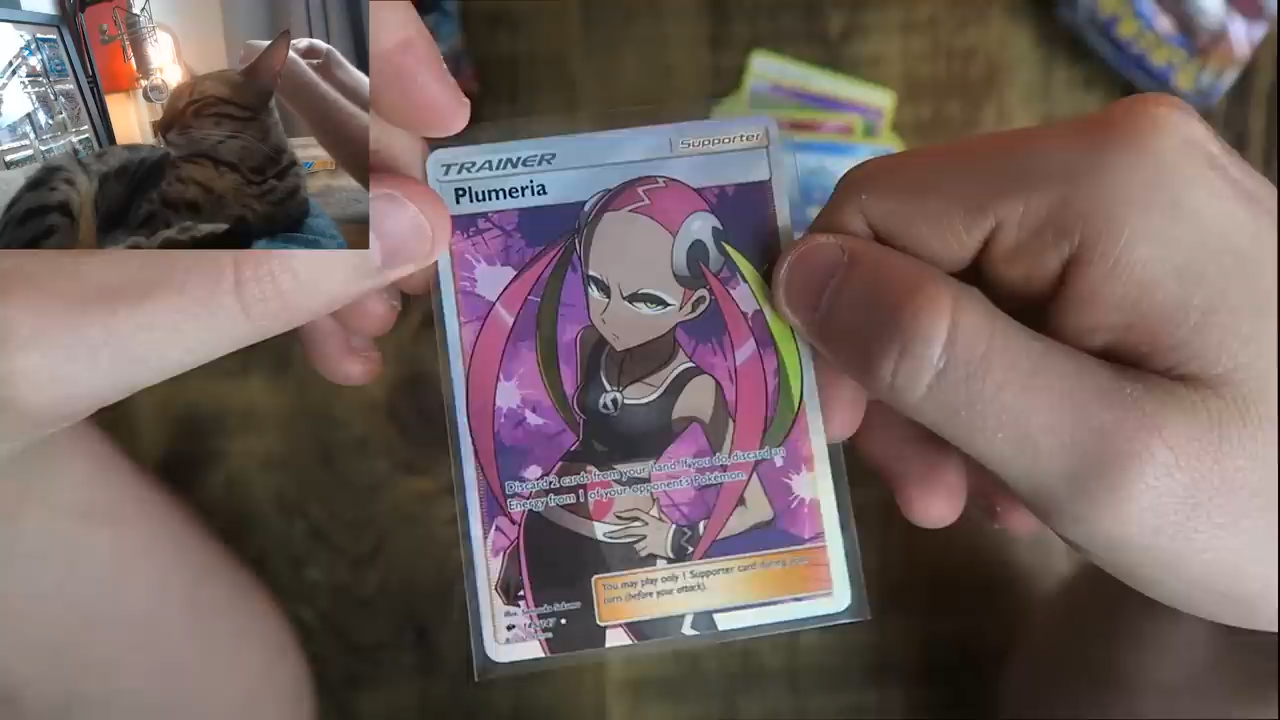 TRAINER
Supporter
Plumeria
Discard 2 cards from your hand. If you do, discard an
Energy from 1 of your opponent's Pokémon.
You may play only 1 Supporter card during your
turn (before your attack).